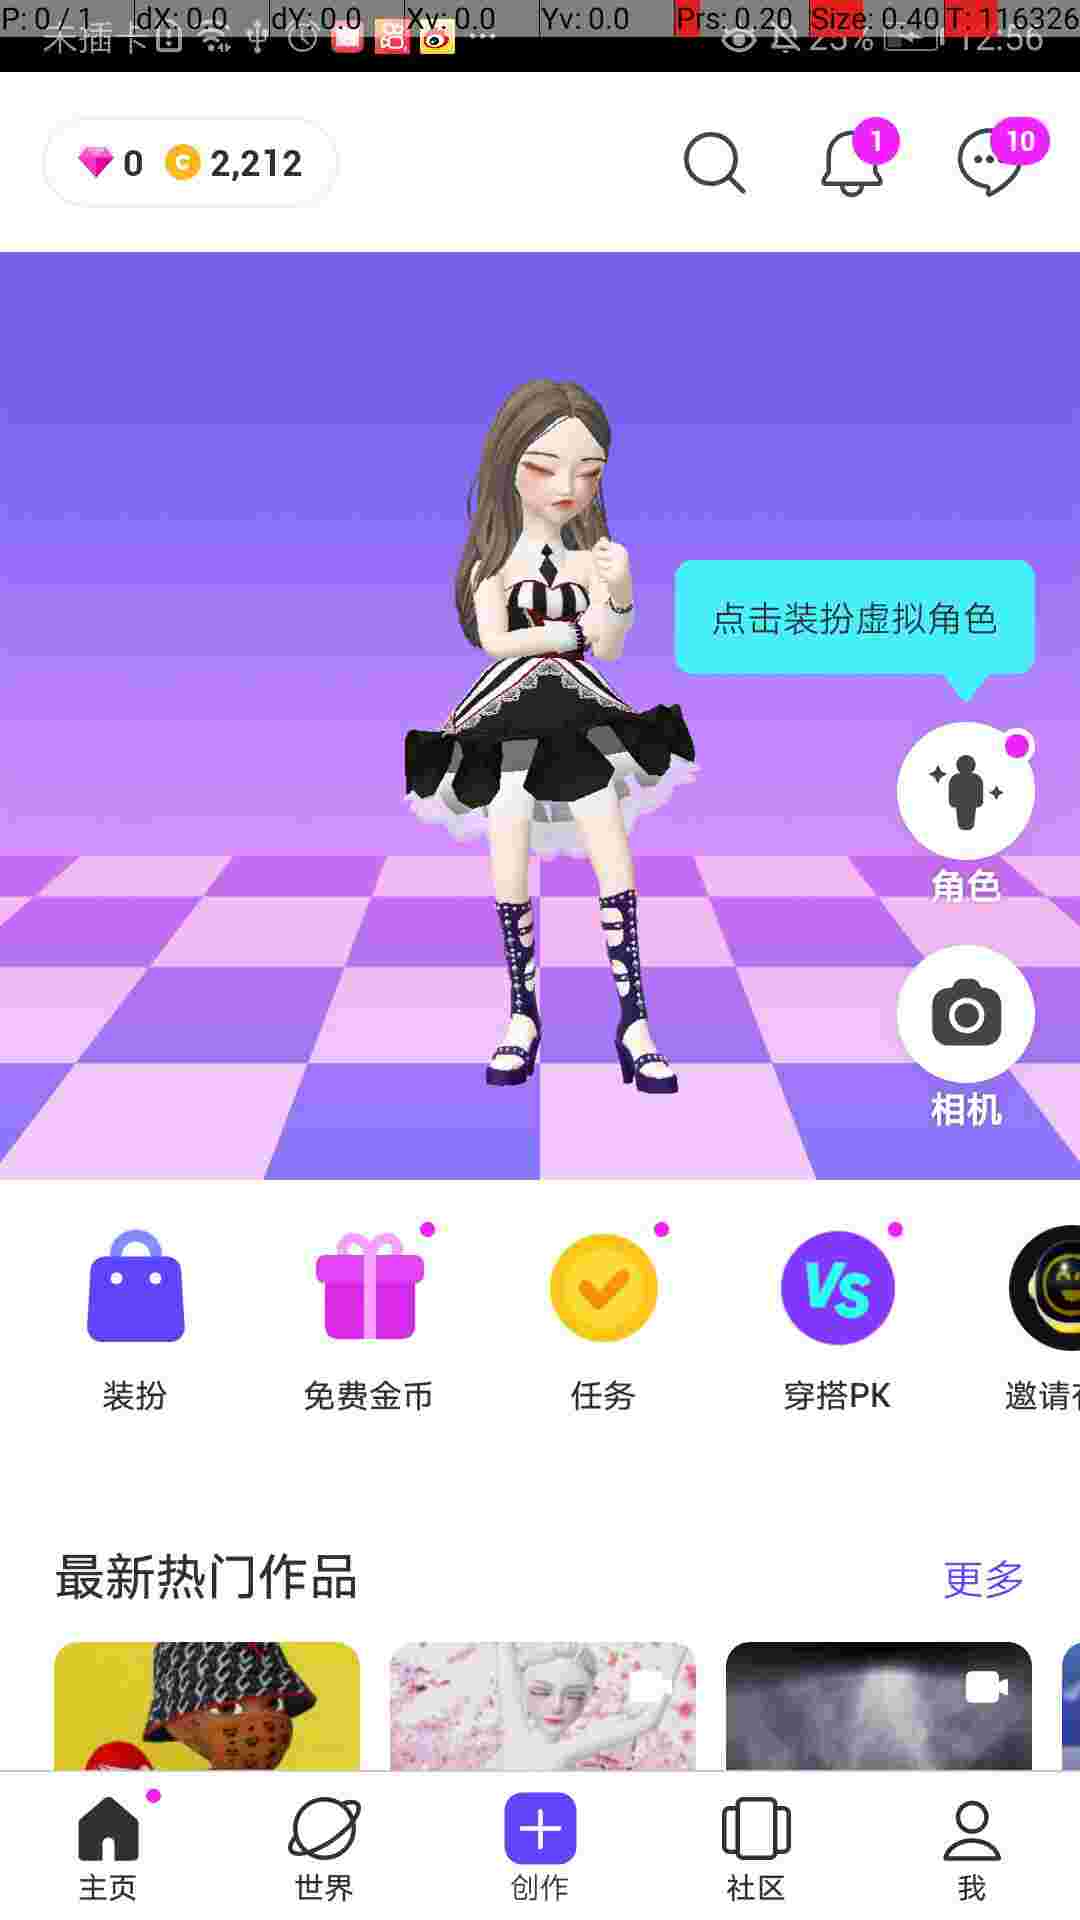 P: 0 / 1 dX: 0.0 dY: 0.0 Xv: 0.0 Yv: 0.0 Prs: 0.20 Size: 0.40 T: 116326
未插卡 25% 12:56
0 2,212 1 10
点击装扮虚拟角色
角色
相机
装扮 免费金币 任务 穿搭PK 邀请
VS
最新热门作品 更多
主页 世界 创作 社区 我